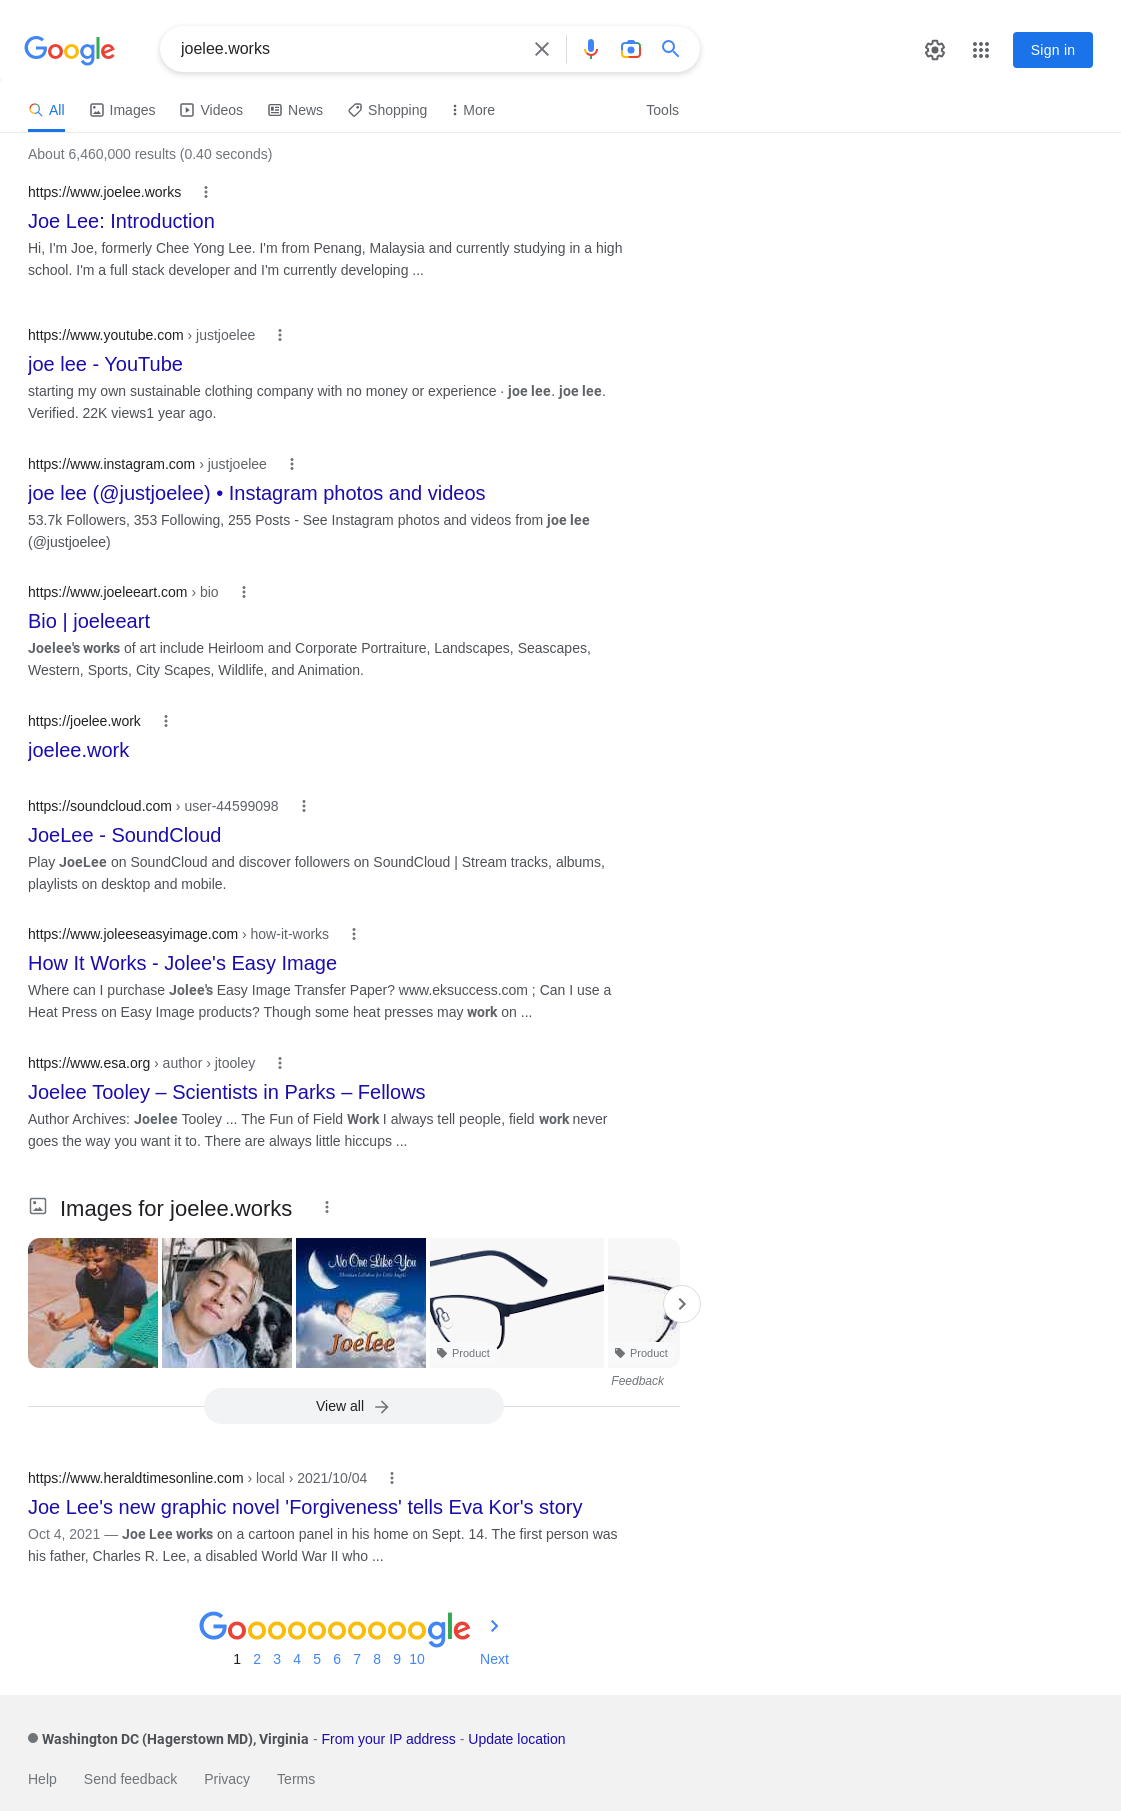 Google
joelee.works
Sign in
All
Images
Videos
News
Shopping
More
Tools
About 6,460,000 results (0.40 seconds)
https://www.joelee.works
Joe Lee: Introduction
Hi, I'm Joe, formerly Chee Yong Lee. I'm from Penang, Malaysia and currently studying in a high
school. I'm a full stack developer and I'm currently developing ...
https://www.youtube.com › justjoelee
joe lee - YouTube
starting my own sustainable clothing company with no money or experience · joe lee. joe lee.
Verified. 22K views1 year ago.
https://www.instagram.com › justjoelee
joe lee (@justjoelee) • Instagram photos and videos
53.7k Followers, 353 Following, 255 Posts - See Instagram photos and videos from joe lee
(@justjoelee)
https://www.joeleeart.com › bio
Bio | joeleeart
Joelee's works of art include Heirloom and Corporate Portraiture, Landscapes, Seascapes,
Western, Sports, City Scapes, Wildlife, and Animation.
https://joelee.work
joelee.work
https://soundcloud.com › user-44599098
JoeLee - SoundCloud
Play JoeLee on SoundCloud and discover followers on SoundCloud | Stream tracks, albums,
playlists on desktop and mobile.
https://www.joleeseasyimage.com › how-it-works
How It Works - Jolee's Easy Image
Where can I purchase Jolee's Easy Image Transfer Paper? www.eksuccess.com ; Can I use a
Heat Press on Easy Image products? Though some heat presses may work on ...
https://www.esa.org › author › jtooley
Joelee Tooley – Scientists in Parks – Fellows
Author Archives: Joelee Tooley ... The Fun of Field Work I always tell people, field work never
goes the way you want it to. There are always little hiccups ...
Images for joelee.works
No One Like You
Christian Lullabies for Little Angels
Joelee
Product
Product
Feedback
View all
https://www.heraldtimesonline.com › local › 2021/10/04
Joe Lee's new graphic novel 'Forgiveness' tells Eva Kor's story
Oct 4, 2021 — Joe Lee works on a cartoon panel in his home on Sept. 14. The first person was
his father, Charles R. Lee, a disabled World War II who ...
Goooooooooogle
1 2 3 4 5 6 7 8 9 10 Next
Washington DC (Hagerstown MD), Virginia - From your IP address - Update location
Help Send feedback Privacy Terms